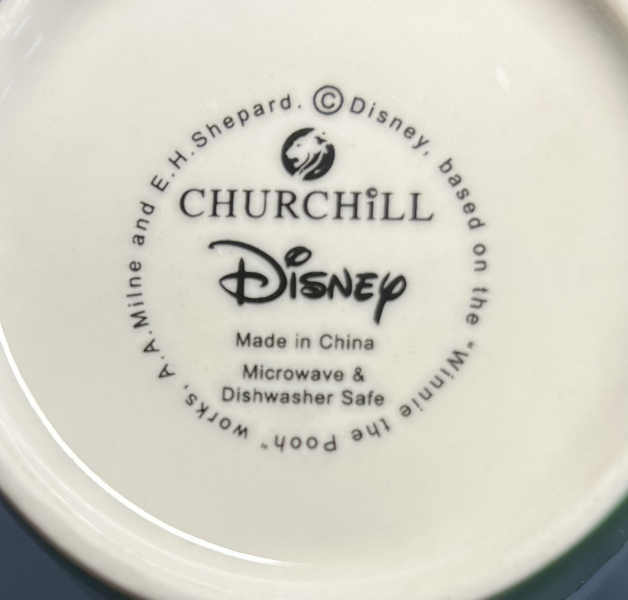 © Disney, based on the "Winnie the Pooh" works, A.A.Milne and E.H.Shepard.
CHURCHiLL
Disney
Made in China
Microwave &
Dishwasher Safe